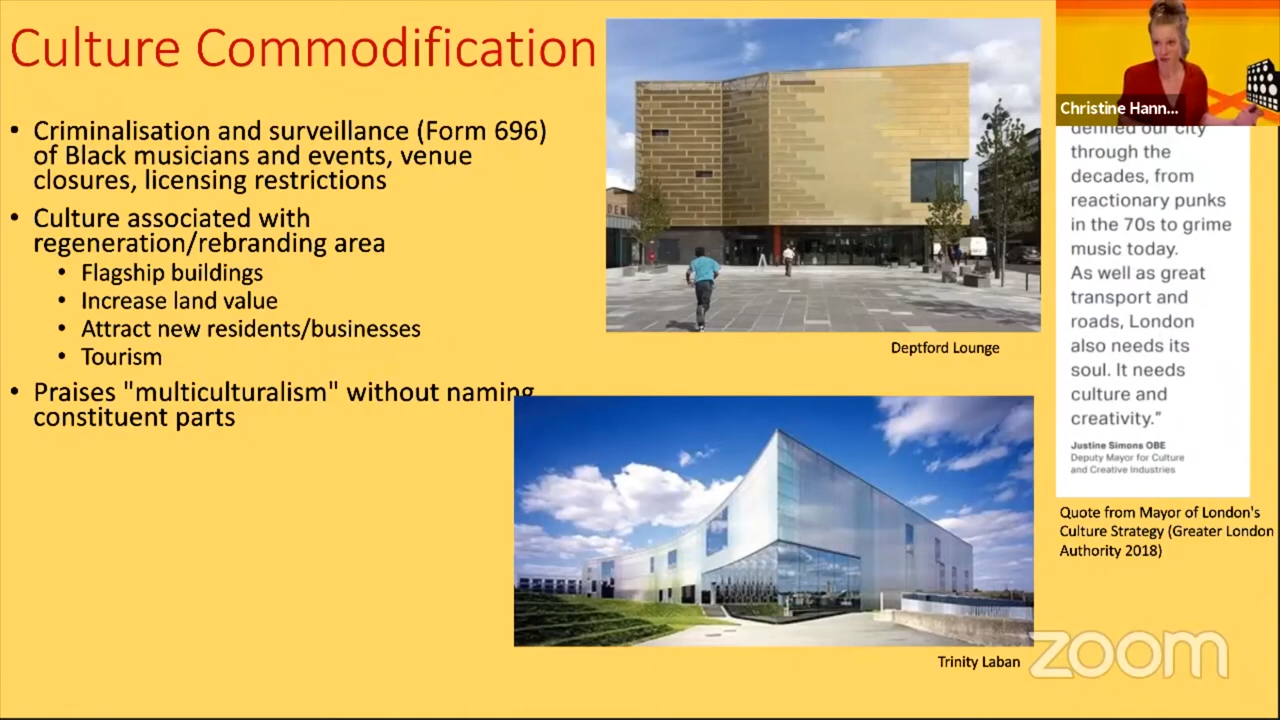 Culture Commodification
• Criminalisation and surveillance (Form 696)
of Black musicians and events, venue
closures, licensing restrictions
• Culture associated with
regeneration/rebranding area
• Flagship buildings
• Increase land value
• Attract new residents/businesses
• Tourism
• Praises "multiculturalism" without naming
constituent parts
Deptford Lounge
Trinity Laban
Christine Hann...
defined our city
through the
decades, from
reactionary punks
in the 70s to grime
music today.
As well as great
transport and
roads, London
also needs its
soul. It needs
culture and
creativity.”
Justine Simons OBE
Deputy Mayor for Culture
and Creative Industries
Quote from Mayor of London's
Culture Strategy (Greater London
Authority 2018)
zoom